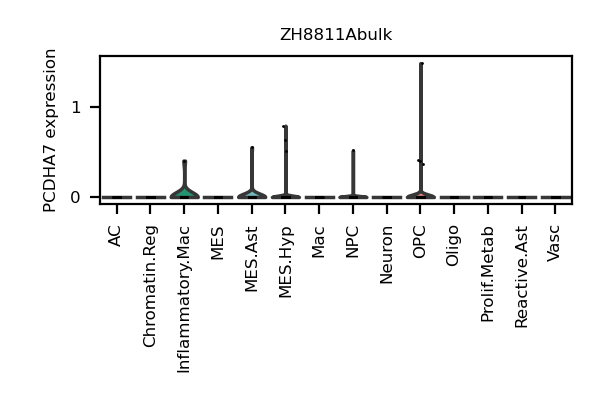 ZH8811Abulk
PCDHA7 expression
1
0
AC
Chromatin.Reg
Inflammatory.Mac
MES
MES.Ast
MES.Hyp
Mac
NPC
Neuron
OPC
Oligo
Prolif.Metab
Reactive.Ast
Vasc